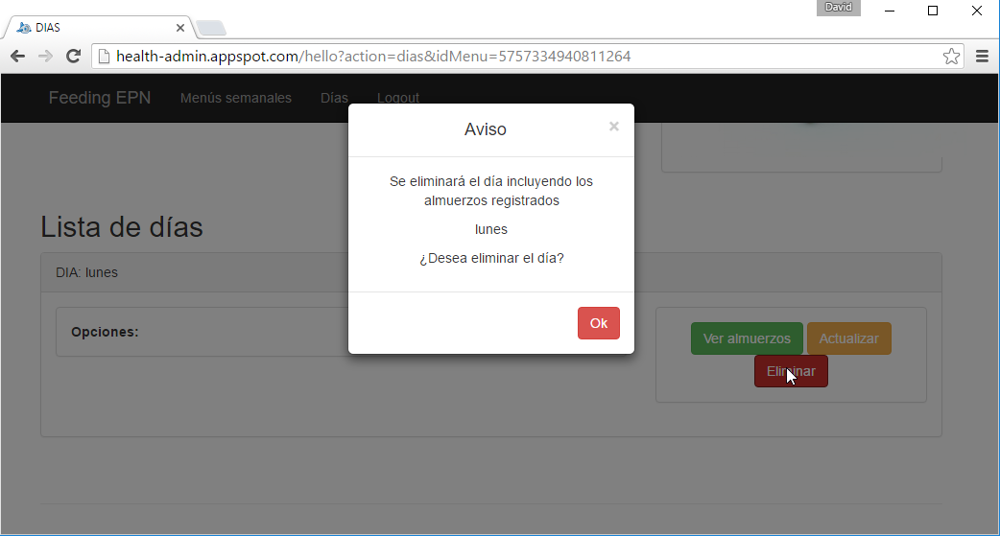 David
DIAS
health-admin.appspot.com/hello?action=dias&idMenu=5757334940811264
Feeding EPN Menús semanales Días Logout
Aviso ×
Se eliminará el día incluyendo los
almuerzos registrados
lunes
¿Desea eliminar el día?
Ok
Lista de días
DIA: lunes
Opciones:
Ver almuerzos Actualizar
Eliminar